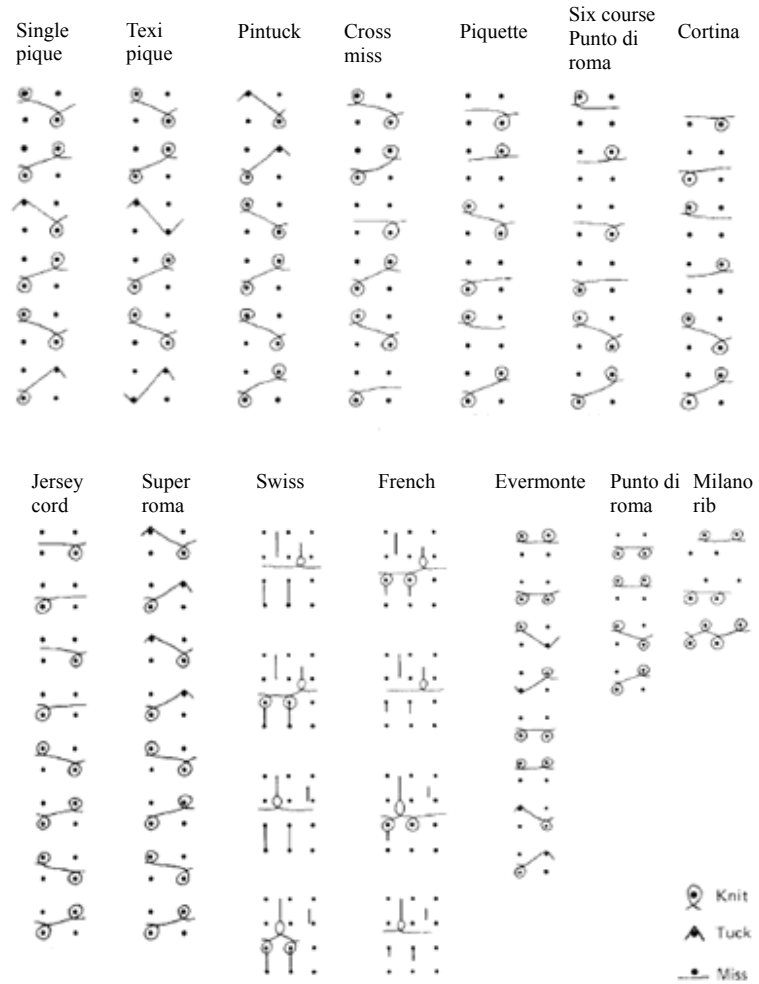 Single
pique
Texi
pique
Pintuck
Cross
miss
Piquette
Six course
Punto di
roma
Cortina
Jersey
cord
Super
roma
Swiss
French
Evermonte
Punto di
roma
Milano
rib
Knit
Tuck
Miss